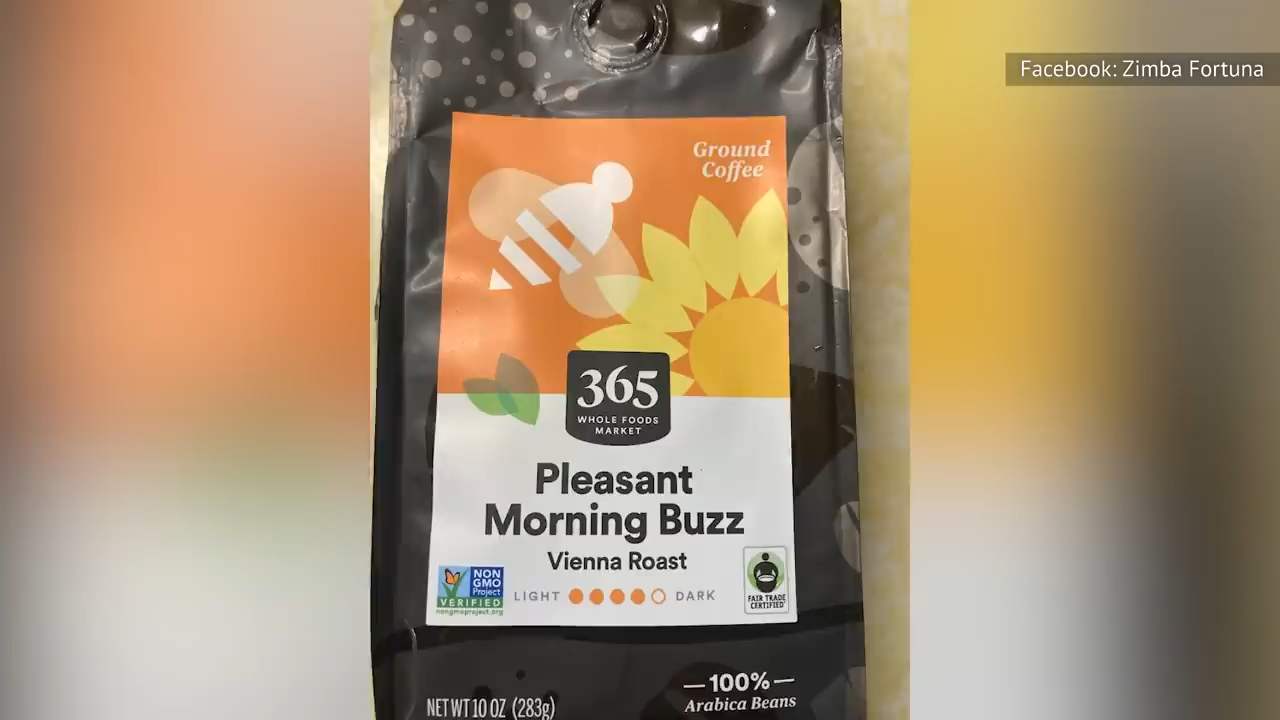 Facebook: Zimba Fortuna
Ground
Coffee
365
WHOLE FOODS
MARKET
Pleasant
Morning Buzz
Vienna Roast
NON
GMO
Project
VERIFIED
nongmoproject.org
LIGHT DARK
FAIR TRADE
CERTIFIED
NET WT 10 OZ (283g)
—100%—
Arabica Beans